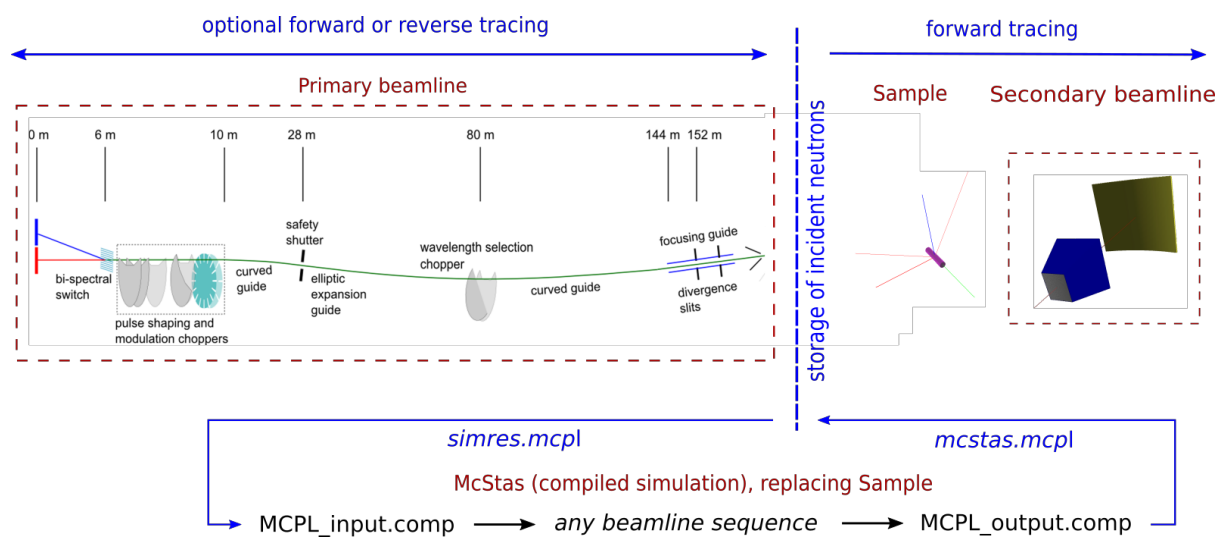 optional forward or reverse tracing
forward tracing
Primary beamline
Sample
Secondary beamline
0 m
6 m
10 m
28 m
80 m
144 m
152 m
storage of incident neutrons
safety
shutter
wavelength selection
chopper
focusing guide
bi-spectral
switch
curved
guide
elliptic
expansion
guide
curved guide
divergence
slits
pulse shaping and
modulation choppers
simres.mcpl
mcstas.mcpl
McStas (compiled simulation), replacing Sample
MCPL_input.comp
any beamline sequence
MCPL_output.comp